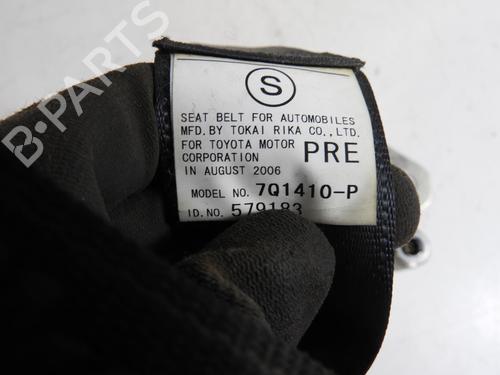 B-PARTS
S
SEAT BELT FOR AUTOMOBILES
MFD.BY TOKAI RIKA CO.,LTD.
FOR TOYOTA MOTOR
CORPORATION PRE
IN AUGUST 2006
MODEL NO. 7Q1410-P
ID.NO. 579183